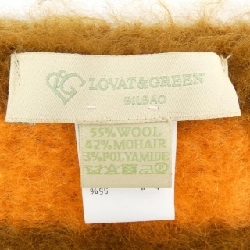 LOVAT&GREEN
BILBAO
55% WOOL
42% MOHAIR
3% POLYAMIDE